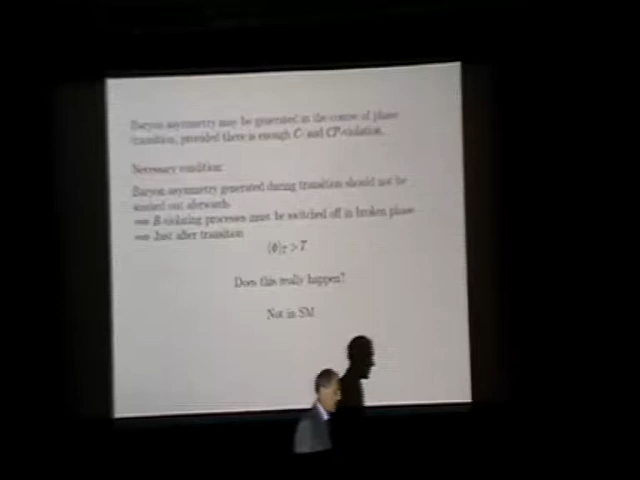 Baryon asymmetry may be generated in the course of phase
transition, provided there is enough C- and CP-violation.
Necessary condition:
Baryon asymmetry generated during transition should not be
washed out afterwards
⟹ B-violating processes must be switched off in broken phase
⟹ Just after transition
⟨ϕ⟩T > T
Does this really happen?
Not in SM